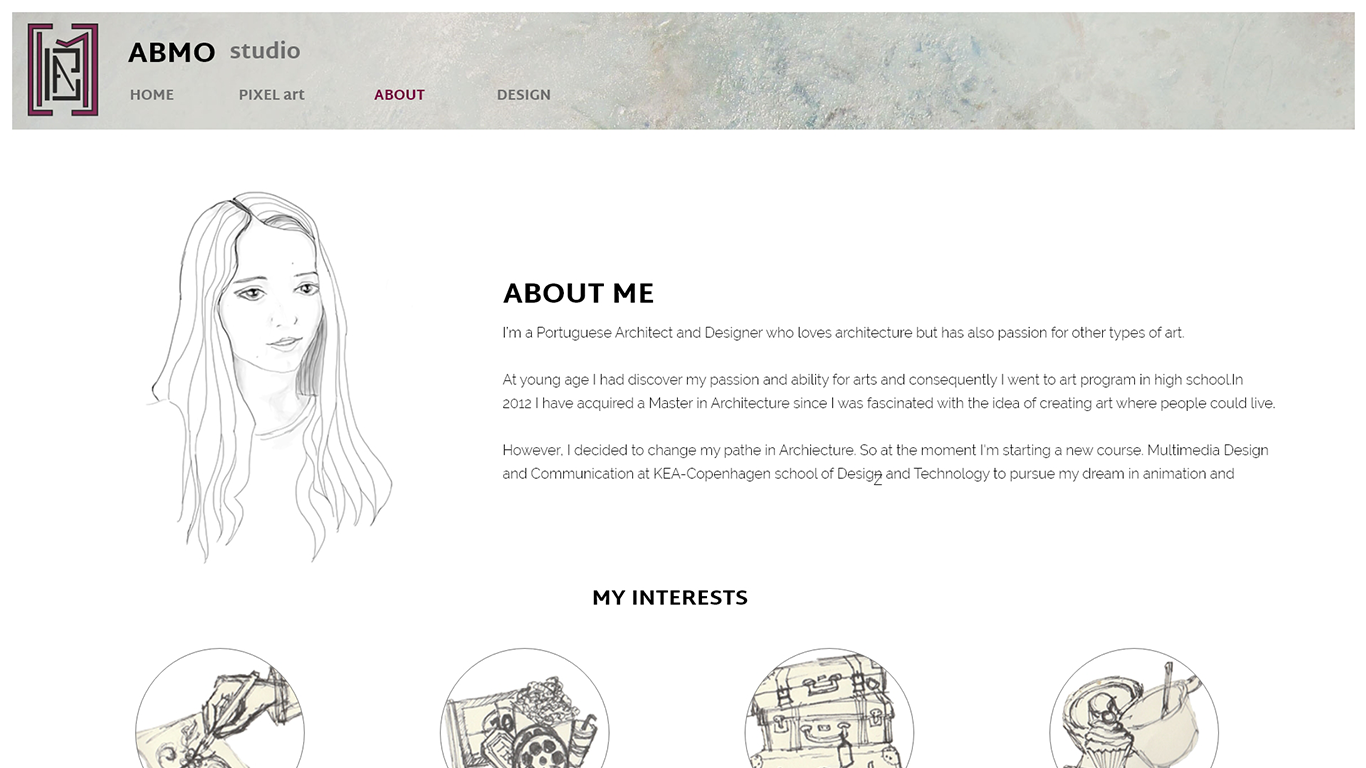 ABMO studio
HOME PIXEL art ABOUT DESIGN
ABOUT ME
I'm a Portuguese Architect and Designer who loves architecture but has also passion for other types of art.
At young age I had discover my passion and ability for arts and consequently I went to art program in high school.In
2012 I have acquired a Master in Architecture since I was fascinated with the idea of creating art where people could live.
However, I decided to change my pathe in Archiecture. So at the moment I'm starting a new course. Multimedia Design
and Communication at KEA-Copenhagen school of Design and Technology to pursue my dream in animation and
2
MY INTERESTS